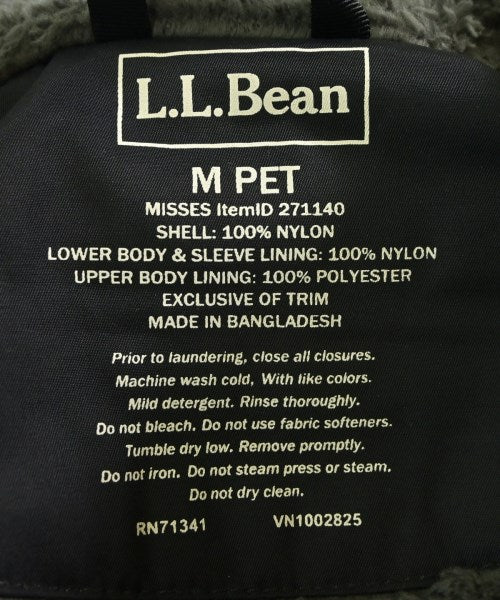 L.L.Bean
M PET
MISSES ItemID 271140
SHELL: 100% NYLON
LOWER BODY & SLEEVE LINING: 100% NYLON
UPPER BODY LINING: 100% POLYESTER
EXCLUSIVE OF TRIM
MADE IN BANGLADESH
Prior to laundering, close all closures.
Machine wash cold, With like colors.
Mild detergent. Rinse thoroughly.
Do not bleach. Do not use fabric softeners.
Tumble dry low. Remove promptly.
Do not iron. Do not steam press or steam.
Do not dry clean.
RN71341 VN1002825